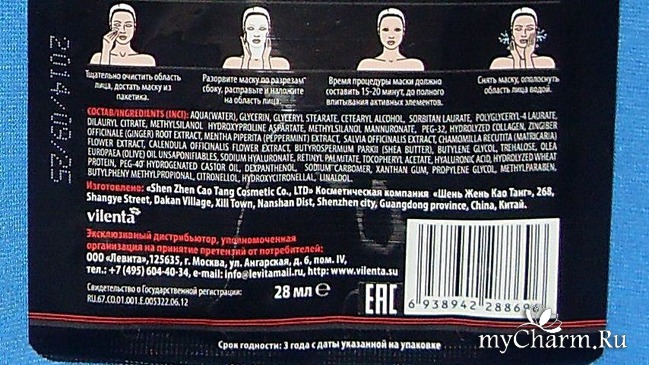 2014/09/25
Тщательно очистить область
лица, достать маску из
пакетика.
Разорвите маску по разрезам
сбоку, расправьте и наложите
на область лица.
Время процедуры маски должно
составить 15-20 минут, до полного
впитывания активных элементов.
Снять маску, ополоснуть
область лица водой.
СОСТАВ/INGREDIENTS (INCI): AQUA(WATER), GLYCERIN, GLYCERYL STEARATE, CETEARYL ALCOHOL, SORBITAN LAURATE, POLYGLYCERYL-4 LAURATE,
DILAURYL CITRATE, METHYLSILANOL HYDROXYPROLINE ASPARTATE, METHYLSILANOL MANNURONATE, PEG-32, HYDROLYZED COLLAGEN, ZINGIBER
OFFICINALE (GINGER) ROOT EXTRACT, MENTHA PIPERITA (PEPPERMINT) EXTRACT, SALVIA OFFICINALIS EXTRACT, CHAMOMILLA RECUTITA (MATRICARIA)
FLOWER EXTRACT, CALENDULA OFFICINALIS FLOWER EXTRACT, BUTYROSPERMUM PARKII (SHEA BUTTER), BUTYLENE GLYCOL, TREHALOSE, OLEA
EUROPAEA (OLIVE) OIL UNSAPONIFIABLES, SODIUM HYALURONATE, RETINYL PALMITATE, TOCOPHERYL ACETATE, HYALURONIC ACID, HYDROLYZED WHEAT
PROTEIN, PEG-40 HYDROGENATED CASTOR OIL, DEXPANTHENOL, SODIUM CARBOMER, XANTHAN GUM, PROPYLENE GLYCOL, METHYLPARABEN,
BUTYLPHENYL METHYLPROPIONAL, CITRONELLOL, HYDROXYCITRONELLAL, LINALOOL.
Изготовлено: «Shen Zhen Cao Tang Cosmetic Co., LTD» Косметическая компания «Шень Жень Као Танг», 268,
Shangye Street, Dakan Village, Xili Town, Nanshan Dist, Shenzhen city, Guangdong province, China, Китай.
vilenta
Эксклюзивный дистрибьютор, уполномоченная
организация на принятие претензий от потребителей:
ООО «Левита»,125635, г. Москва, ул. Ангарская, д. 6, пом. IV,
тел.: +7 (495) 604-40-34, e-mail: info@levitamail.ru, http: www.vilenta.su
Свидетельство о Государственной регистрации:
RU.67.CO.01.001.E.005322.06.12
28 мл e
EAC
6 938942 288696
Срок годности: 3 года с даты указанной на упаковке
myCharm.Ru